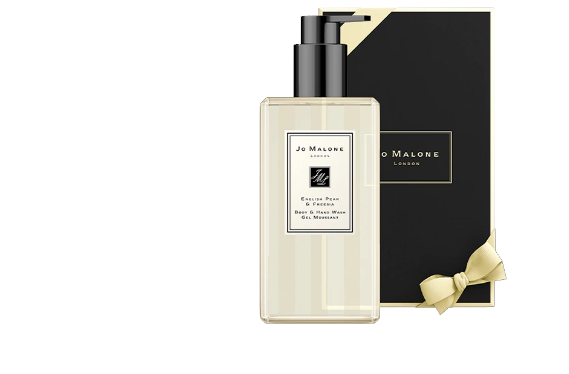 Jo Malone
London
English Pear
& Freesia
Body & Hand Wash
Gel Moussant
Jo Malone
London